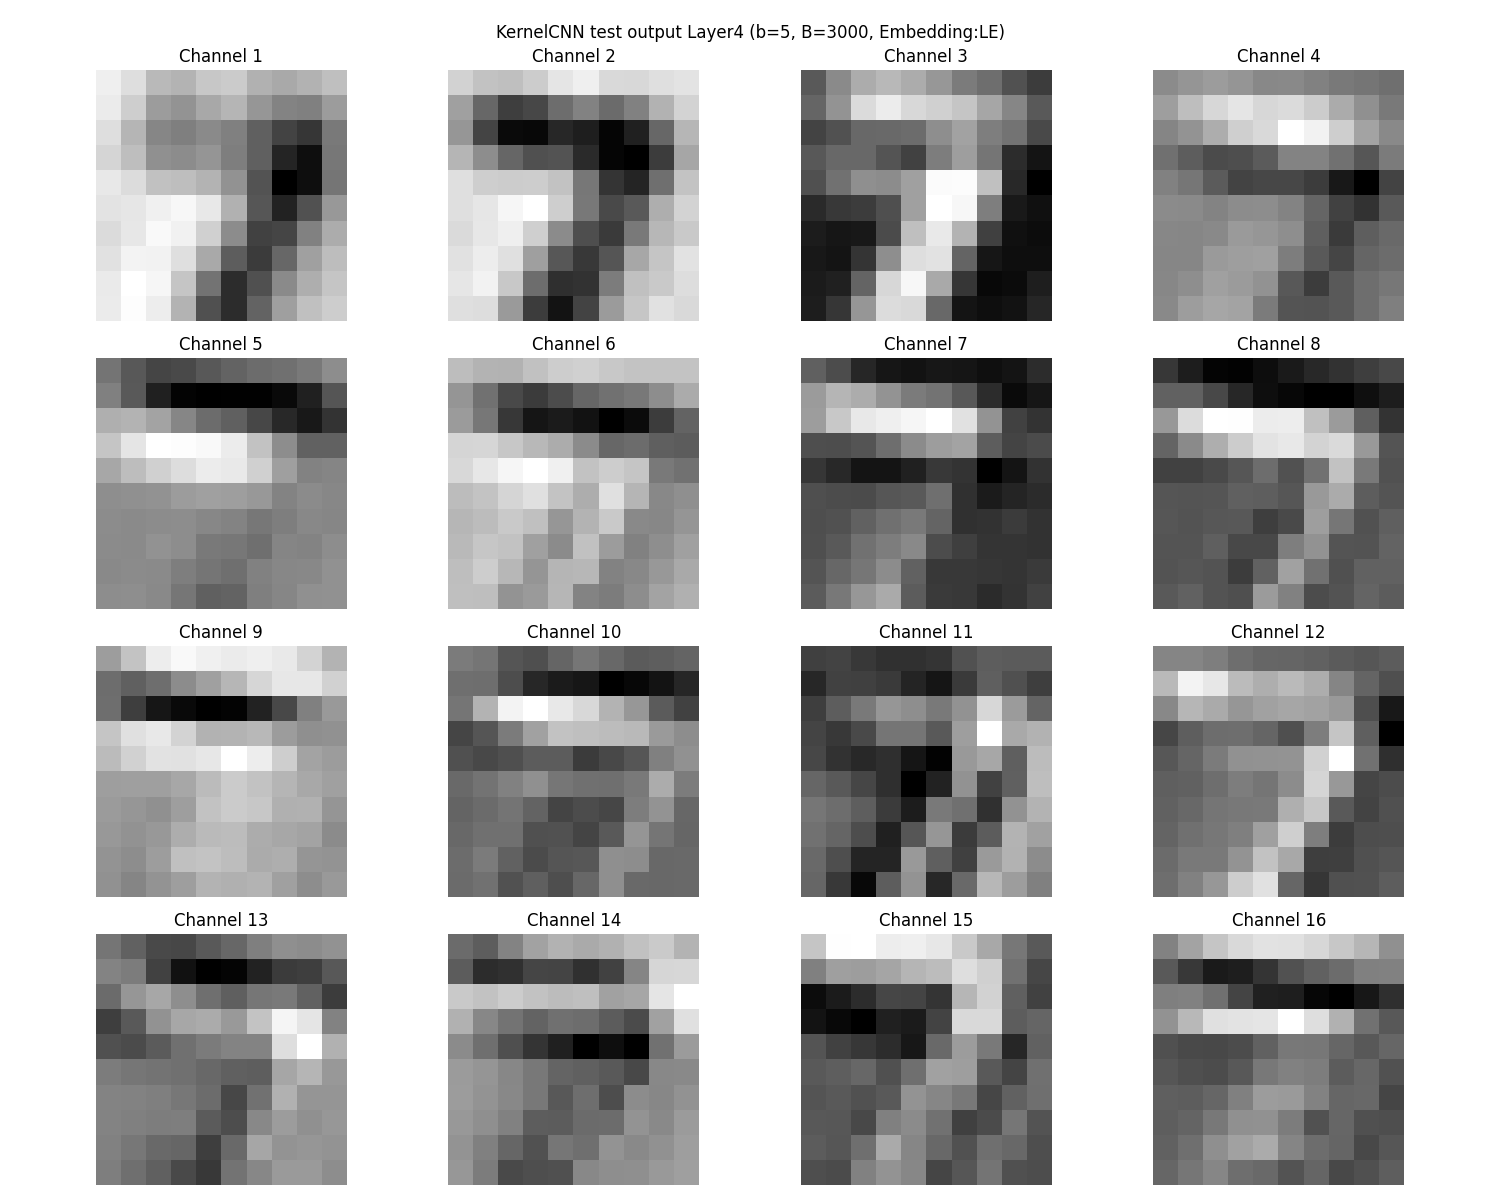 KernelCNN test output Layer4 (b=5, B=3000, Embedding:LE)
Channel 1
Channel 2
Channel 3
Channel 4
Channel 5
Channel 6
Channel 7
Channel 8
Channel 9
Channel 10
Channel 11
Channel 12
Channel 13
Channel 14
Channel 15
Channel 16